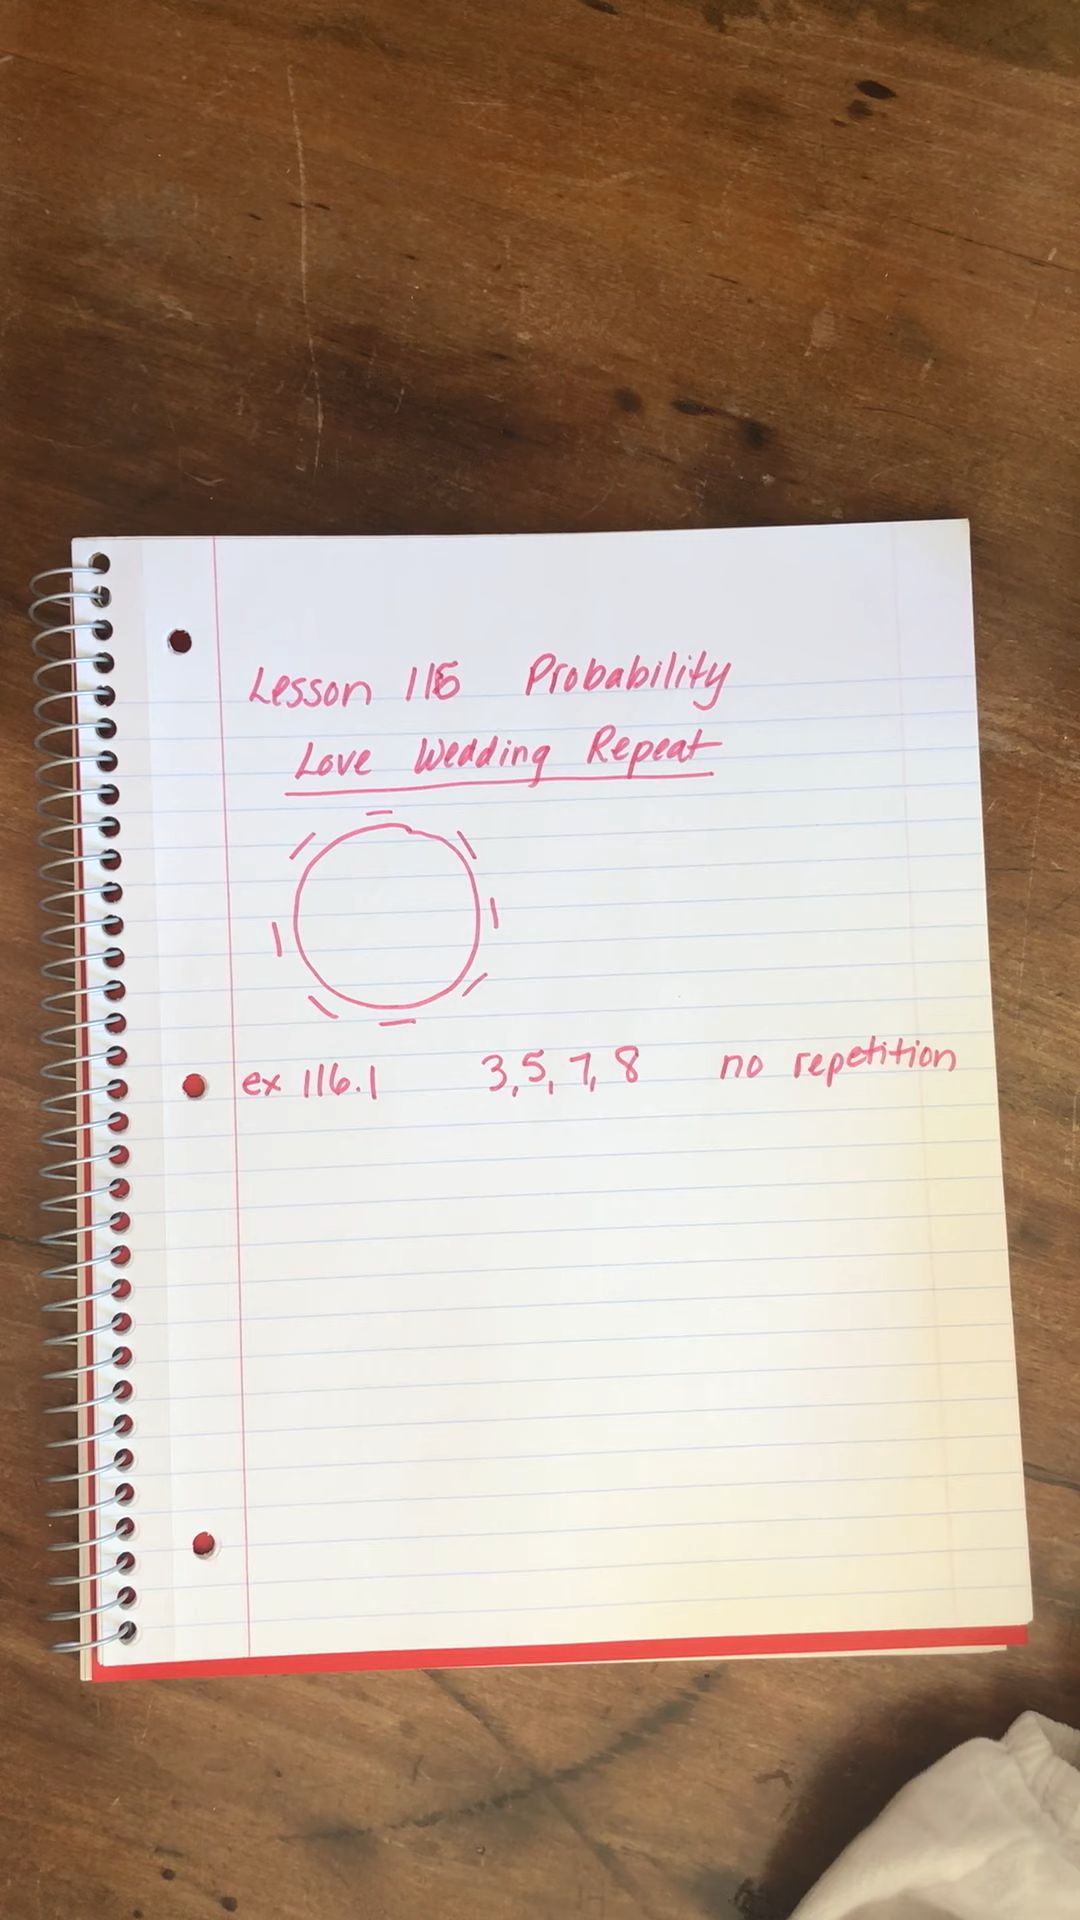 Lesson 116 Probability
Love Wedding Repeat
ex 116.1 3, 5, 7, 8 no repetition